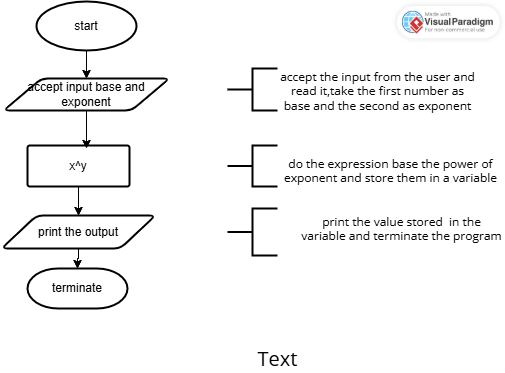 start
Made with
Visual Paradigm
For non-commercial use
accept input base and
exponent
accept the input from the user and
read it,take the first number as
base and the second as exponent
x^y
do the expression base the power of
exponent and store them in a variable
print the output
print the value stored  in the
variable and terminate the program
terminate
Text